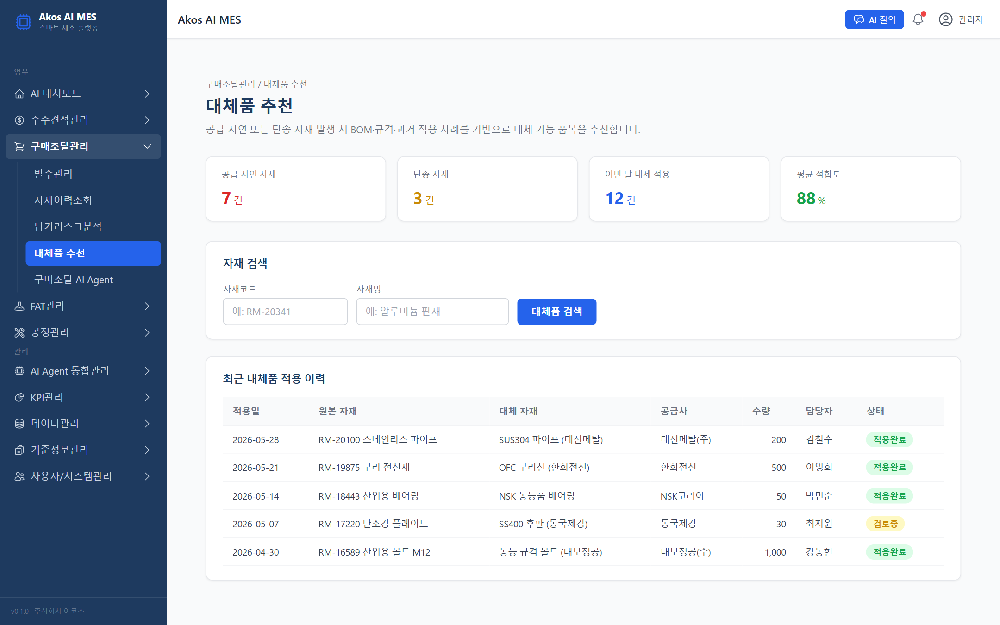 Akos AI MES
스마트 제조 플랫폼
업무
AI 대시보드
수주견적관리
구매조달관리
발주관리
자재이력조회
납기리스크분석
대체품 추천
구매조달 AI Agent
FAT관리
공정관리
관리
AI Agent 통합관리
KPI관리
데이터관리
기준정보관리
사용자/시스템관리
v0.1.0 · 주식회사 아코스
Akos AI MES
AI 질의
관리자
구매조달관리 / 대체품 추천
대체품 추천
공급 지연 또는 단종 자재 발생 시 BOM·규격·과거 적용 사례를 기반으로 대체 가능 품목을 추천합니다.
공급 지연 자재
7 건
단종 자재
3 건
이번 달 대체 적용
12 건
평균 적합도
88 %
자재 검색
자재코드
예: RM-20341
자재명
예: 알루미늄 판재
대체품 검색
최근 대체품 적용 이력
적용일 원본 자재 대체 자재 공급사 수량 담당자 상태
2026-05-28 RM-20100 스테인리스 파이프 SUS304 파이프 (대신메탈) 대신메탈(주) 200 김철수 적용완료
2026-05-21 RM-19875 구리 전선재 OFC 구리선 (한화전선) 한화전선 500 이영희 적용완료
2026-05-14 RM-18443 산업용 베어링 NSK 동등품 베어링 NSK코리아 50 박민준 적용완료
2026-05-07 RM-17220 탄소강 플레이트 SS400 후판 (동국제강) 동국제강 30 최지원 검토중
2026-04-30 RM-16589 산업용 볼트 M12 동등 규격 볼트 (대보정공) 대보정공(주) 1,000 강동현 적용완료